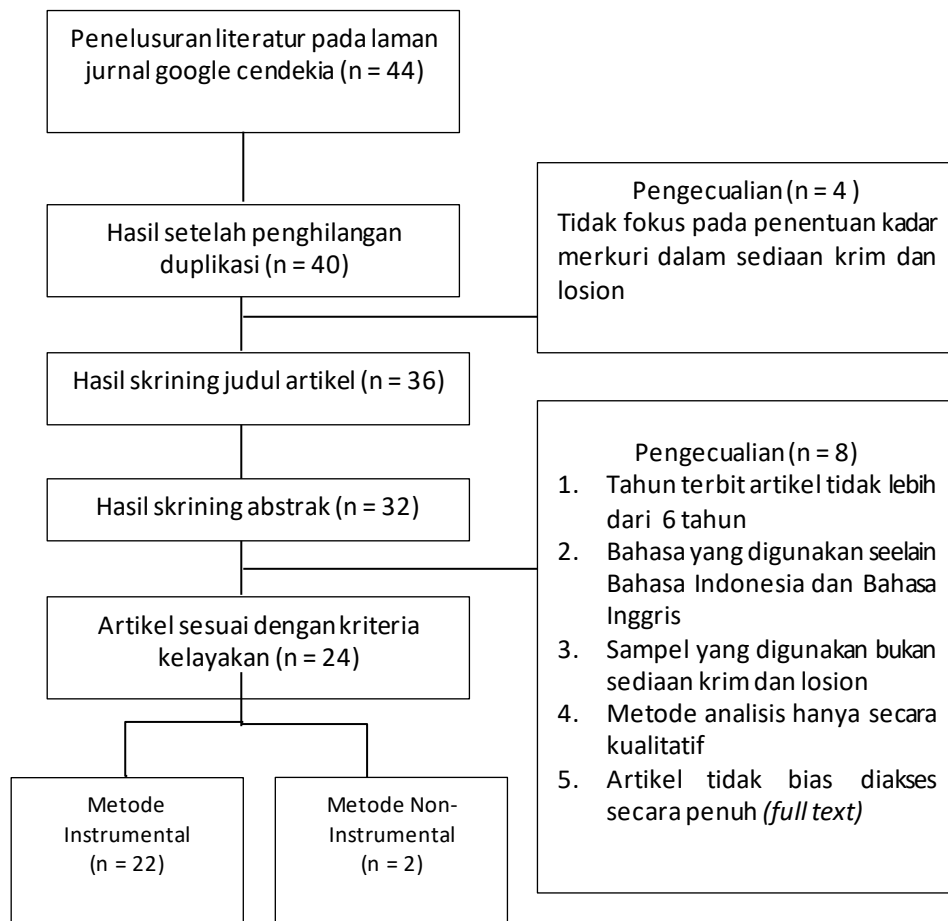 Penelusuran literatur pada laman
jurnal google cendekia (n = 44)
Pengecualian (n = 4 )
Tidak fokus pada penentuan kadar
merkuri dalam sediaan krim dan
losion
Hasil setelah penghilangan
duplikasi (n = 40)
Hasil skrining judul artikel (n = 36)
Hasil skrining abstrak (n = 32)
Pengecualian (n = 8)
1. Tahun terbit artikel tidak lebih
dari 6 tahun
2. Bahasa yang digunakan seelain
Bahasa Indonesia dan Bahasa
Inggris
3. Sampel yang digunakan bukan
sediaan krim dan losion
4. Metode analisis hanya secara
kualitatif
5. Artikel tidak bias diakses
secara penuh (full text)
Artikel sesuai dengan kriteria
kelayakan (n = 24)
Metode
Instrumental
(n = 22)
Metode Non-
Instrumental
(n = 2)